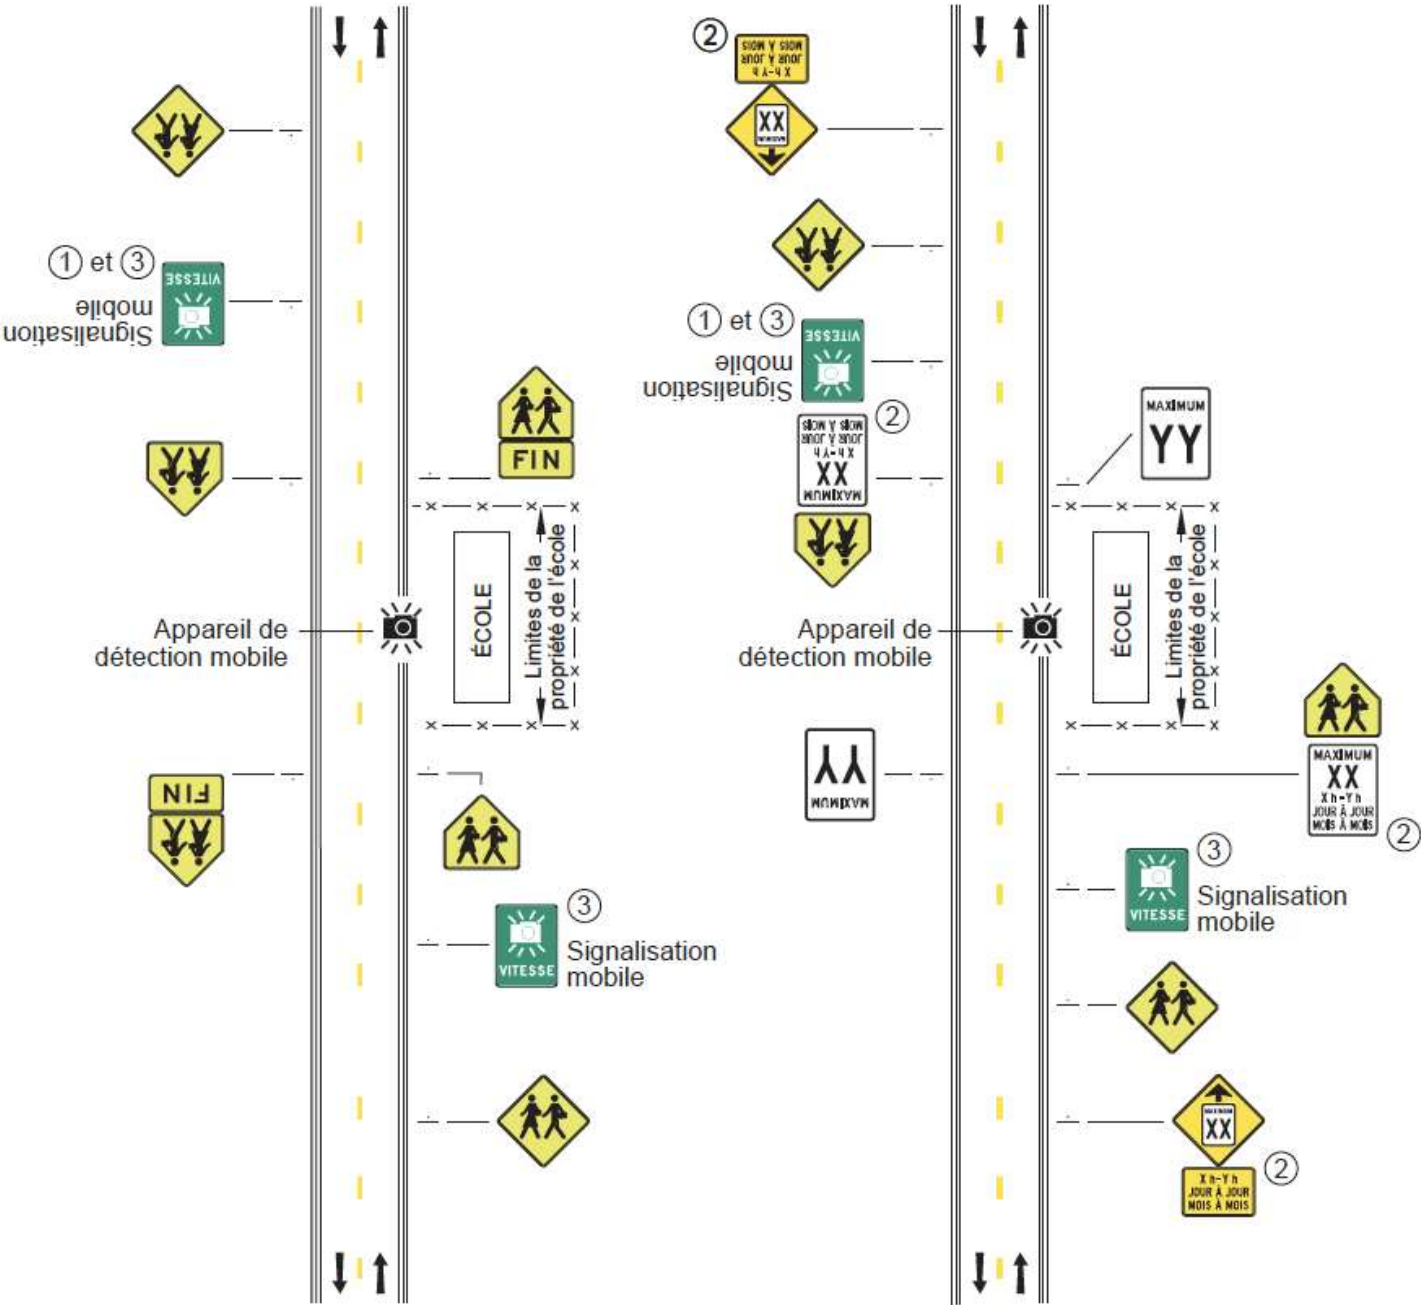 ① et ③
VITESSE
Signalisation
mobile
FIN
ÉCOLE
Limites de la
propriété de l'école
Appareil de
détection mobile
FIN
③
VITESSE
Signalisation
mobile
②
X h-Y h
JOUR À JOUR
MOIS À MOIS
XX
MAXIMUM
① et ③
VITESSE
Signalisation
mobile
②
MAXIMUM
XX
X h-Y h
JOUR À JOUR
MOIS À MOIS
MAXIMUM
YY
ÉCOLE
Limites de la
propriété de l'école
Appareil de
détection mobile
MAXIMUM
YY
MAXIMUM
XX
X h-Y h
JOUR À JOUR
MOIS À MOIS
②
③
VITESSE
Signalisation
mobile
MAXIMUM
XX
②
X h-Y h
JOUR À JOUR
MOIS À MOIS